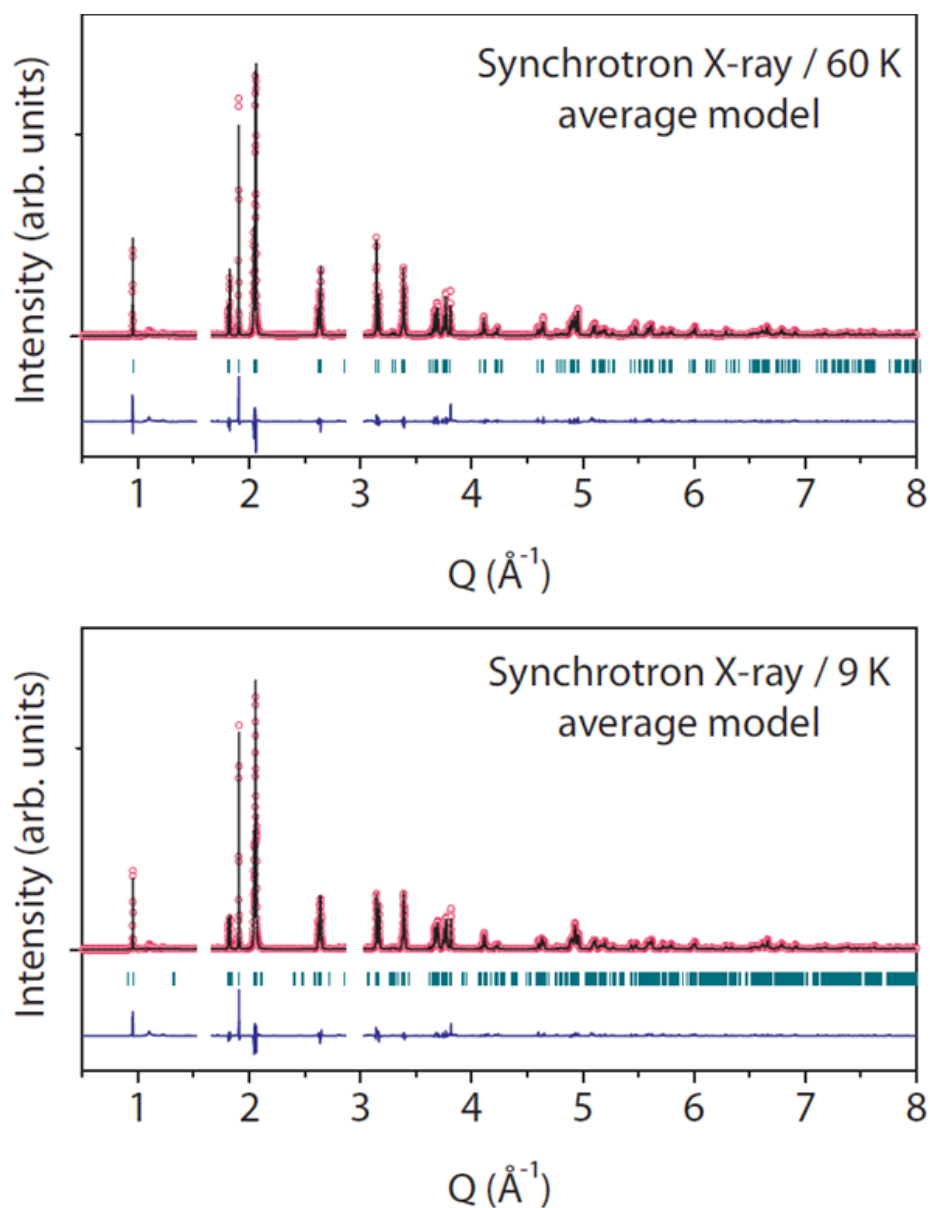 Synchrotron X-ray / 60 K
average model
Intensity (arb. units)
1 2 3 4 5 6 7 8
Q (Å⁻¹)
Synchrotron X-ray / 9 K
average model
Intensity (arb. units)
1 2 3 4 5 6 7 8
Q (Å⁻¹)